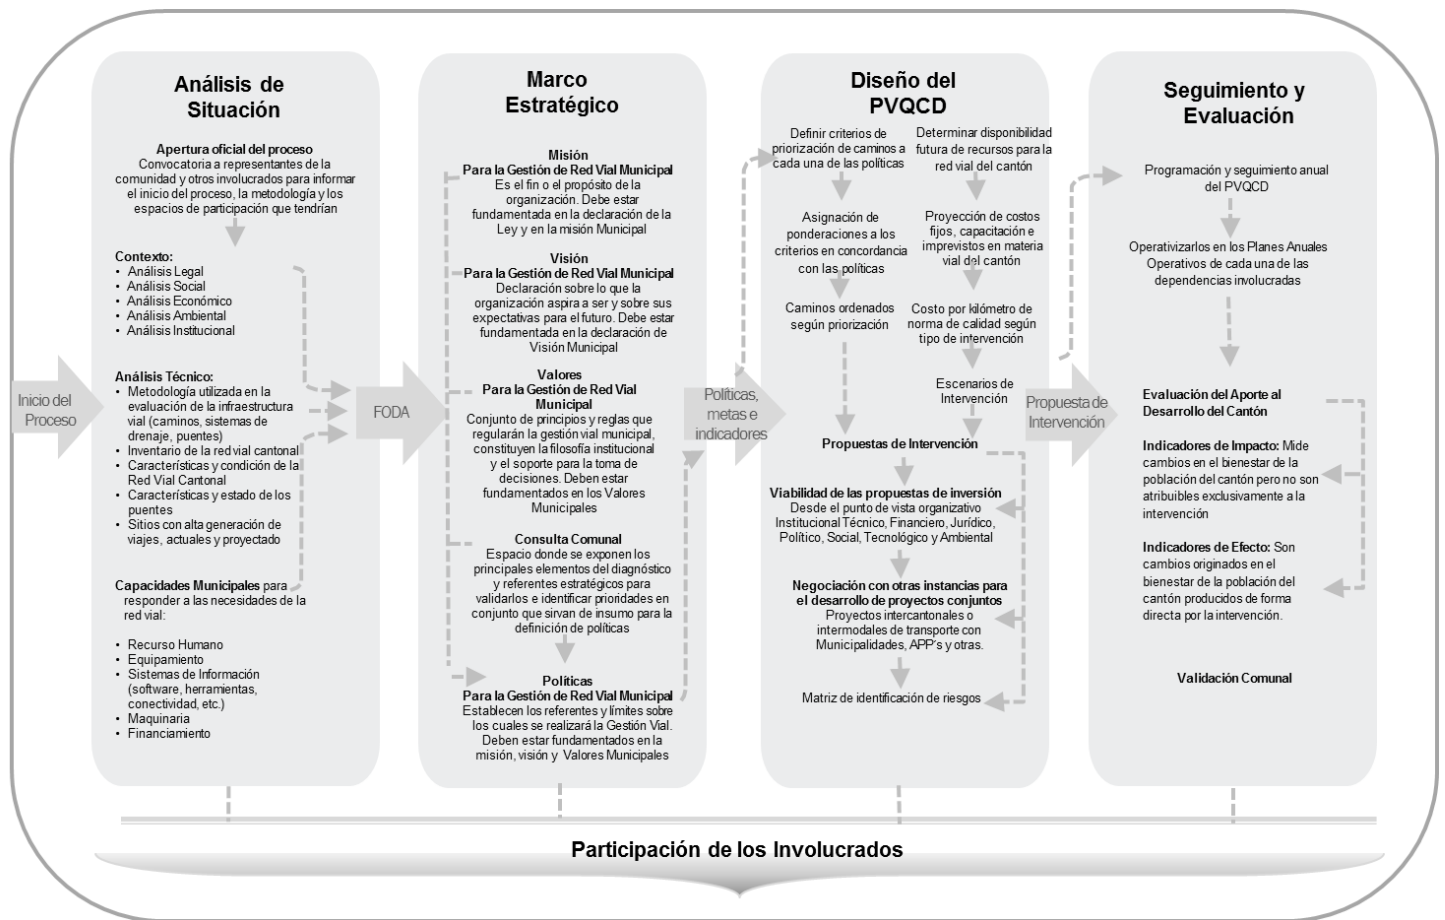 Análisis de
Situación
Apertura oficial del proceso
Convocatoria a representantes de la
comunidad y otros involucrados para informar
el inicio del proceso, la metodología y los
espacios de participación que tendrían
Contexto:
• Análisis Legal
• Análisis Social
• Análisis Económico
• Análisis Ambiental
• Análisis Institucional
Inicio del
Proceso
Análisis Técnico:
• Metodología utilizada en la
evaluación de la infraestructura
vial (caminos, sistemas de
drenaje, puentes)
• Inventario de la red vial cantonal
• Características y condición de la
Red Vial Cantonal
• Características y estado de los
puentes
• Sitios con alta generación de
viajes, actuales y proyectado
Capacidades Municipales para
responder a las necesidades de la
red vial:
• Recurso Humano
• Equipamiento
• Sistemas de Información
(software, herramientas,
conectividad, etc.)
• Maquinaria
• Financiamiento
FODA
Marco
Estratégico
Misión
Para la Gestión de Red Vial Municipal
Es el fin o el propósito de la
organización. Debe estar
fundamentada en la declaración de la
Ley y en la misión Municipal
Visión
Para la Gestión de Red Vial Municipal
Declaración sobre lo que la
organización aspira a ser y sobre sus
expectativas para el futuro. Debe estar
fundamentada en la declaración de
Visión Municipal
Valores
Para la Gestión de Red Vial
Municipal
Conjunto de principios y reglas que
regularán la gestión vial municipal,
constituyen la filosofía institucional
y el soporte para la toma de
decisiones. Deben estar
fundamentados en los Valores
Municipales
Consulta Comunal
Espacio donde se exponen los
principales elementos del diagnóstico
y referentes estratégicos para
validarlos e identificar prioridades en
conjunto que sirvan de insumo para la
definición de políticas
Políticas
Para la Gestión de Red Vial Municipal
Establecen los referentes y límites sobre
los cuales se realizará la Gestión Vial.
Deben estar fundamentados en la
misión, visión y Valores Municipales
Políticas,
metas e
indicadores
Diseño del
PVQCD
Definir criterios de
priorización de caminos a
cada una de las políticas
Asignación de
ponderaciones a los
criterios en concordancia
con las políticas
Caminos ordenados
según priorización
Determinar disponibilidad
futura de recursos para la
red vial del cantón
Proyección de costos
fijos, capacitación e
imprevistos en materia
vial del cantón
Costo por kilómetro de
norma de calidad según
tipo de intervención
Escenarios de
Intervención
Propuestas de Intervención
Viabilidad de las propuestas de inversión
Desde el punto de vista organizativo
Institucional Técnico, Financiero, Jurídico,
Político, Social, Tecnológico y Ambiental
Negociación con otras instancias para
el desarrollo de proyectos conjuntos
Proyectos intercantonales o
intermodales de transporte con
Municipalidades, APP's y otras.
Matriz de identificación de riesgos
Propuesta de
Intervención
Seguimiento y
Evaluación
Programación y seguimiento anual
del PVQCD
Operativizarlos en los Planes Anuales
Operativos de cada una de las
dependencias involucradas
Evaluación del Aporte al
Desarrollo del Cantón
Indicadores de Impacto: Mide
cambios en el bienestar de la
población del cantón pero no son
atribuibles exclusivamente a la
intervención
Indicadores de Efecto: Son
cambios originados en el
bienestar de la población del
cantón producidos de forma
directa por la intervención.
Validación Comunal
Participación de los Involucrados